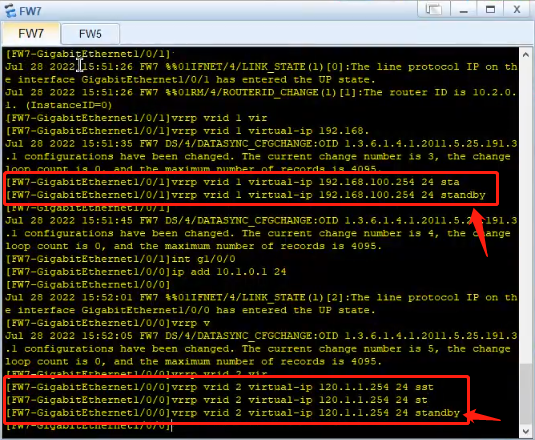 FW7
FW7 FW5
[FW7-GigabitEthernet1/0/1]
Jul 28 2022 15:51:26 FW7 %%01IFNET/4/LINK_STATE(1)[0]:The line protocol IP on th
e interface GigabitEthernet1/0/1 has entered the UP state.
Jul 28 2022 15:51:26 FW7 %%01RM/4/ROUTERID_CHANGE(1)[1]:The router ID is 10.2.0.
1. (InstanceID=0)
[FW7-GigabitEthernet1/0/1]vrrp vrid 1 vir
[FW7-GigabitEthernet1/0/1]vrrp vrid 1 virtual-ip 192.168.
Jul 28 2022 15:51:35 FW7 DS/4/DATASYNC_CFGCHANGE:OID 1.3.6.1.4.1.2011.5.25.191.3
.1 configurations have been changed. The current change number is 3, the change
loop count is 0, and the maximum number of records is 4095.
[FW7-GigabitEthernet1/0/1]vrrp vrid 1 virtual-ip 192.168.100.254 24 sta
[FW7-GigabitEthernet1/0/1]vrrp vrid 1 virtual-ip 192.168.100.254 24 standby
[FW7-GigabitEthernet1/0/1]
Jul 28 2022 15:51:45 FW7 DS/4/DATASYNC_CFGCHANGE:OID 1.3.6.1.4.1.2011.5.25.191.3
.1 configurations have been changed. The current change number is 4, the change
loop count is 0, and the maximum number of records is 4095.
[FW7-GigabitEthernet1/0/1]int g1/0/0
[FW7-GigabitEthernet1/0/0]ip add 10.1.0.1 24
[FW7-GigabitEthernet1/0/0]
Jul 28 2022 15:52:01 FW7 %%01IFNET/4/LINK_STATE(1)[2]:The line protocol IP on th
e interface GigabitEthernet1/0/0 has entered the UP state.
[FW7-GigabitEthernet1/0/0]vrrp v
Jul 28 2022 15:52:05 FW7 DS/4/DATASYNC_CFGCHANGE:OID 1.3.6.1.4.1.2011.5.25.191.3
.1 configurations have been changed. The current change number is 5, the change
loop count is 0, and the maximum number of records is 4095.
[FW7-GigabitEthernet1/0/0]vrrp vrid 2 vir
[FW7-GigabitEthernet1/0/0]vrrp vrid 2 virtual-ip 120.1.1.254 24 sst
[FW7-GigabitEthernet1/0/0]vrrp vrid 2 virtual-ip 120.1.1.254 24 st
[FW7-GigabitEthernet1/0/0]vrrp vrid 2 virtual-ip 120.1.1.254 24 standby
[FW7-GigabitEthernet1/0/0]